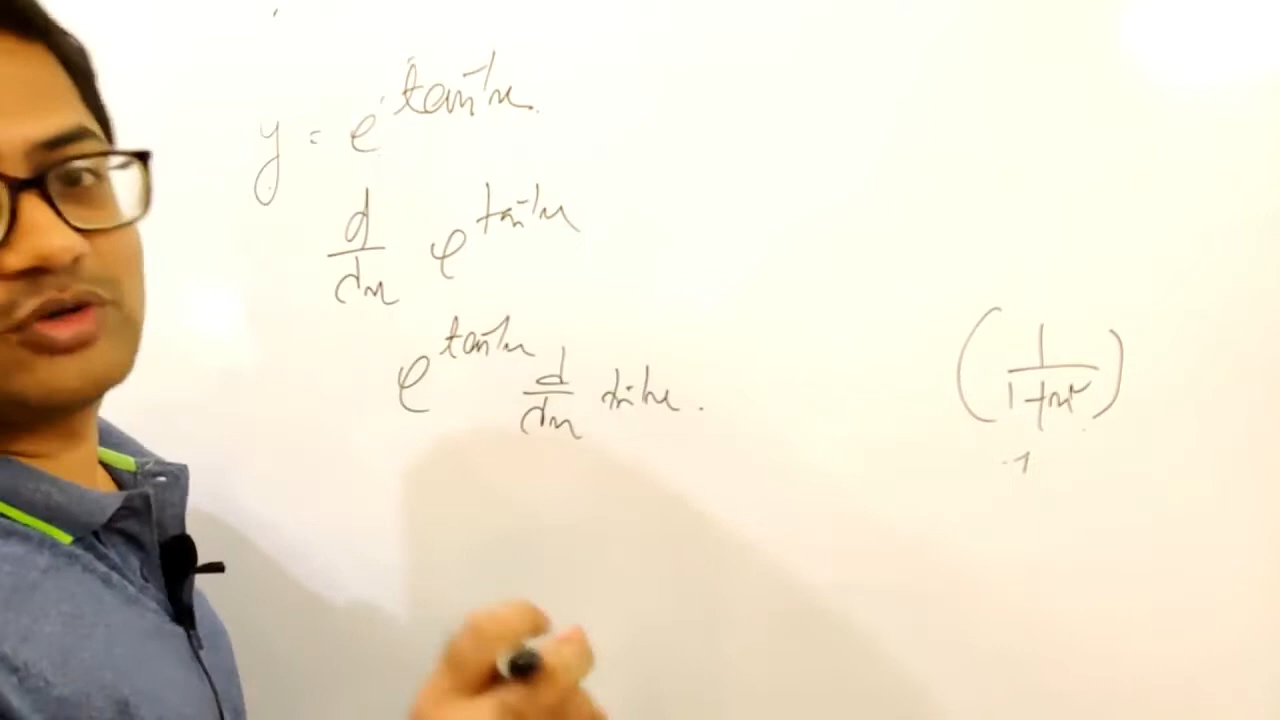 y = e^{tan⁻¹x}
d/dx e^{tan⁻¹x}
e^{tan⁻¹x} d/dx tan⁻¹x.
(1/(1+x²))